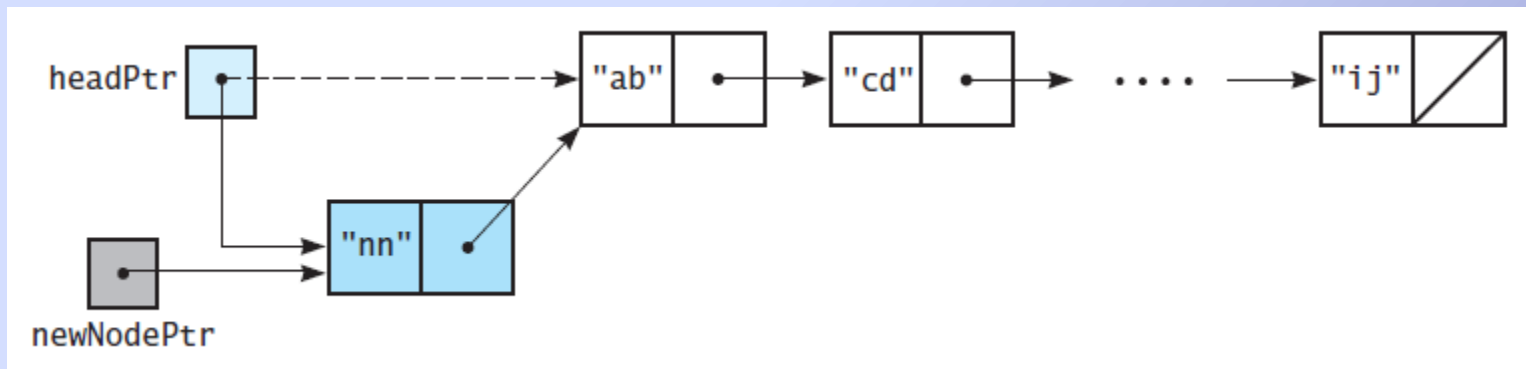 headPtr
"ab"
"cd"
....
"ij"
"nn"
newNodePtr